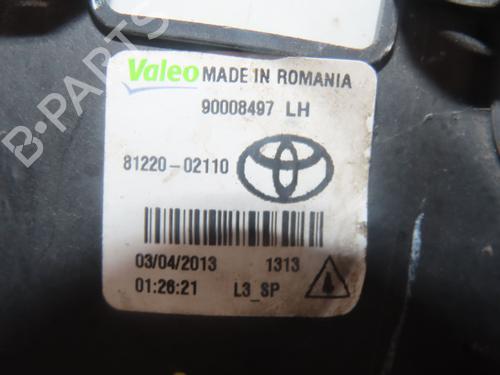 B-PARTS
Valeo MADE IN ROMANIA
90008497 LH
81220-02110
03/04/2013 1313
01:26:21 L3_SP